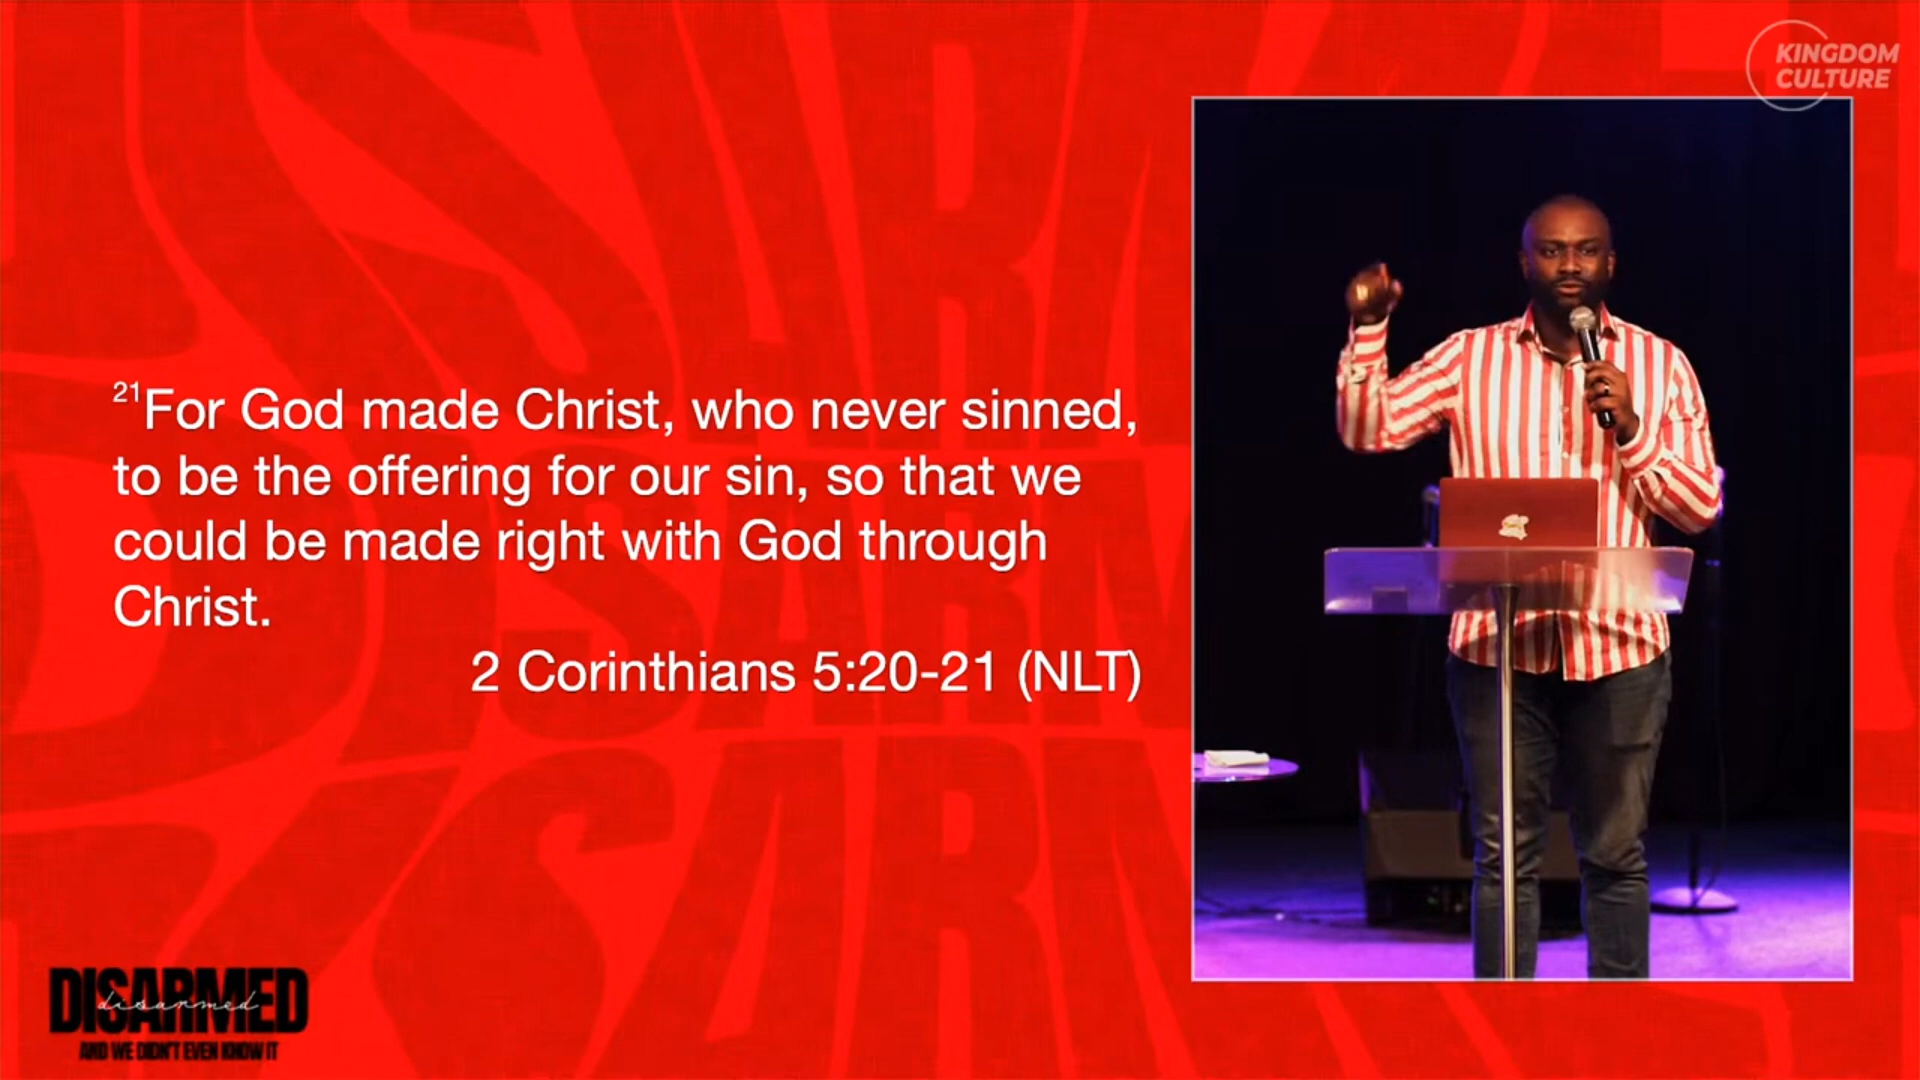 KINGDOM
CULTURE
²¹For God made Christ, who never sinned,
to be the offering for our sin, so that we
could be made right with God through
Christ.
2 Corinthians 5:20-21 (NLT)
DISARMED
disarmed
AND WE DIDN'T EVEN KNOW IT